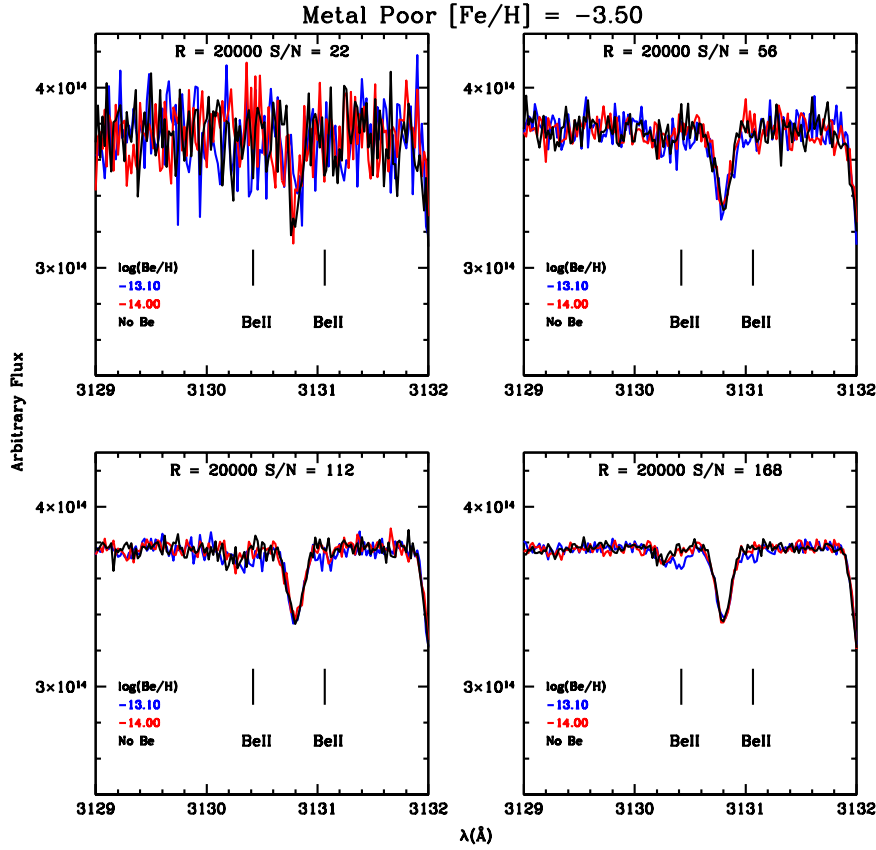 Metal Poor [Fe/H] = −3.50
R = 20000 S/N = 22
4×10¹⁴
3×10¹⁴
log(Be/H)
−13.10
−14.00
No Be
BeII BeII
3129 3130 3131 3132
R = 20000 S/N = 56
4×10¹⁴
3×10¹⁴
log(Be/H)
−13.10
−14.00
No Be
BeII BeII
3129 3130 3131 3132
Arbitrary Flux
R = 20000 S/N = 112
4×10¹⁴
3×10¹⁴
log(Be/H)
−13.10
−14.00
No Be
BeII BeII
3129 3130 3131 3132
R = 20000 S/N = 168
4×10¹⁴
3×10¹⁴
log(Be/H)
−13.10
−14.00
No Be
BeII BeII
3129 3130 3131 3132
λ(Å)